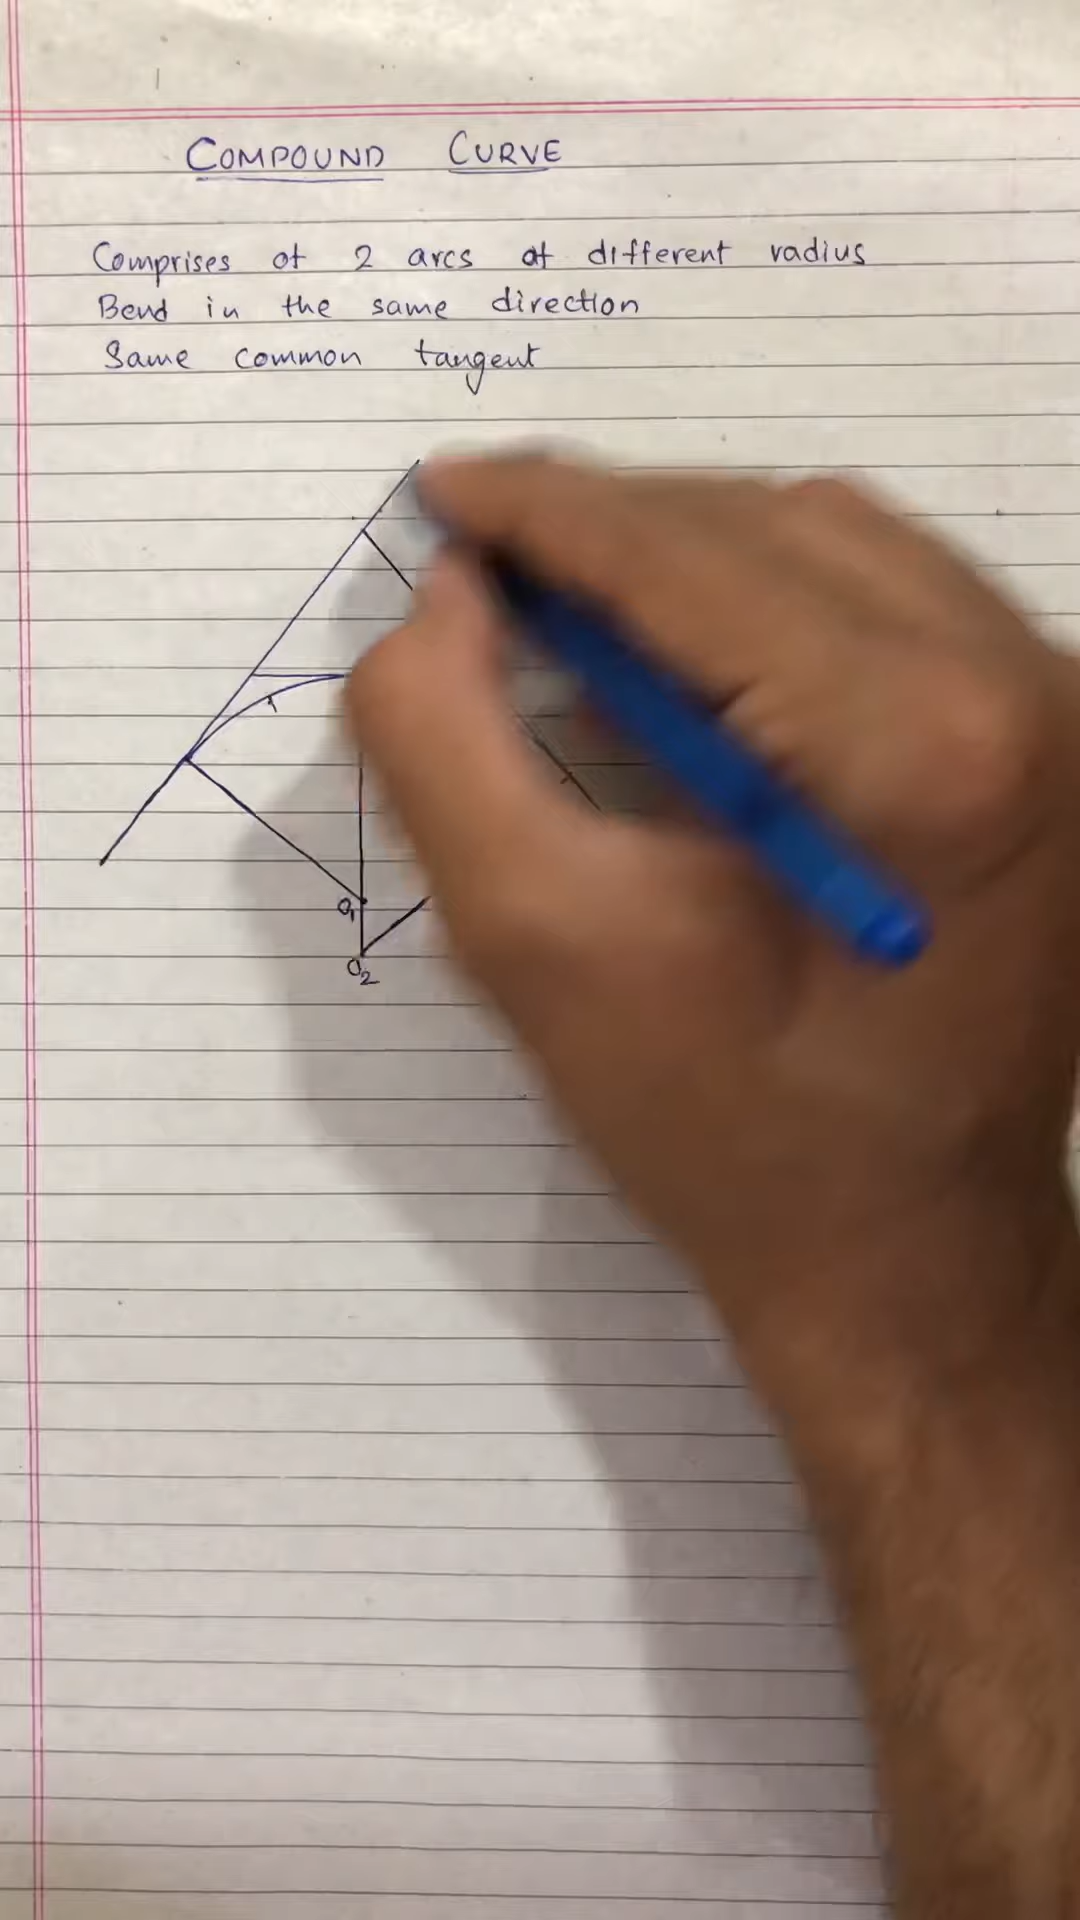 COMPOUND CURVE
Comprises of 2 arcs of different radius
Bend in the same direction
Same common tangent
O1
O2